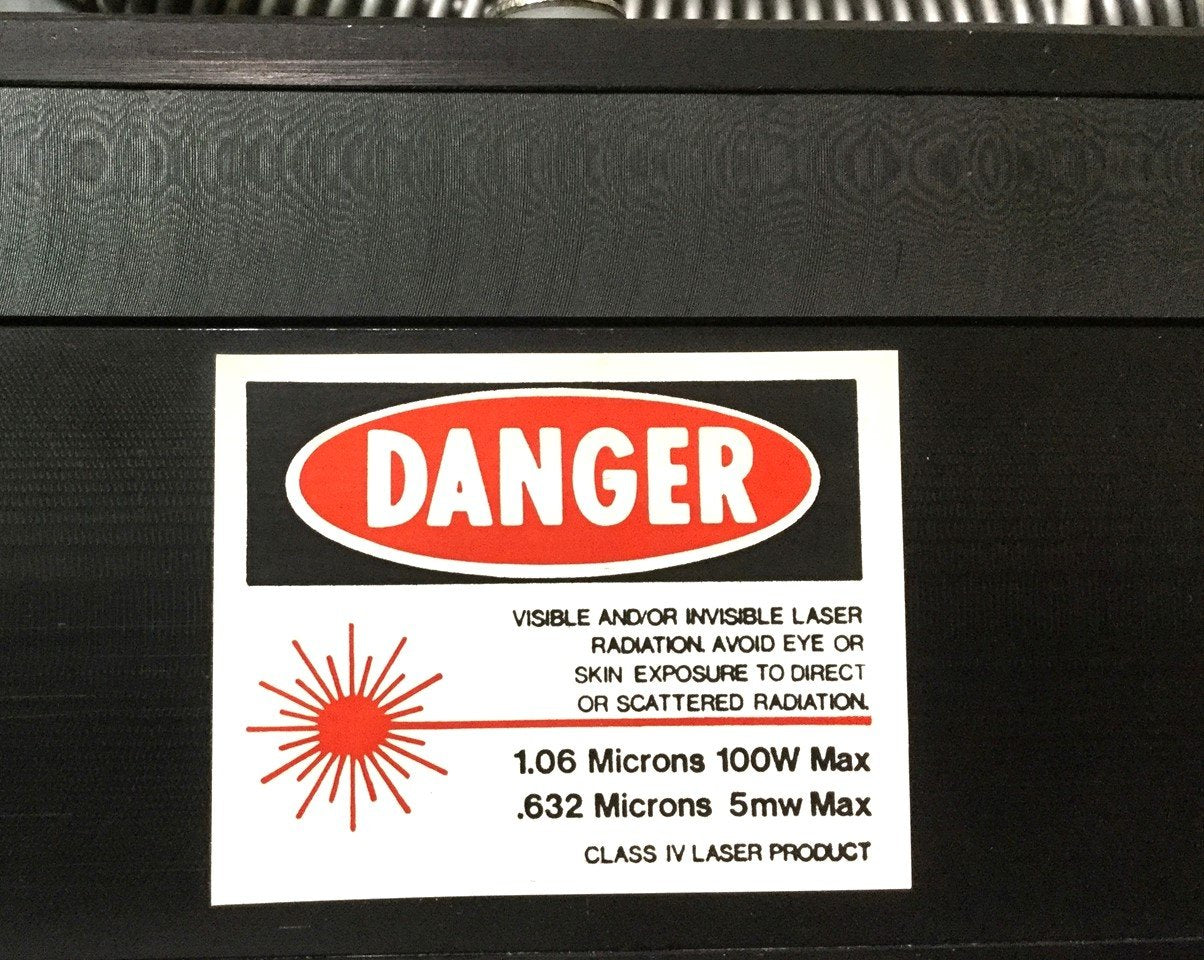 DANGER
VISIBLE AND/OR INVISIBLE LASER
RADIATION. AVOID EYE OR
SKIN EXPOSURE TO DIRECT
OR SCATTERED RADIATION.
1.06 Microns 100W Max
.632 Microns 5mw Max
CLASS IV LASER PRODUCT